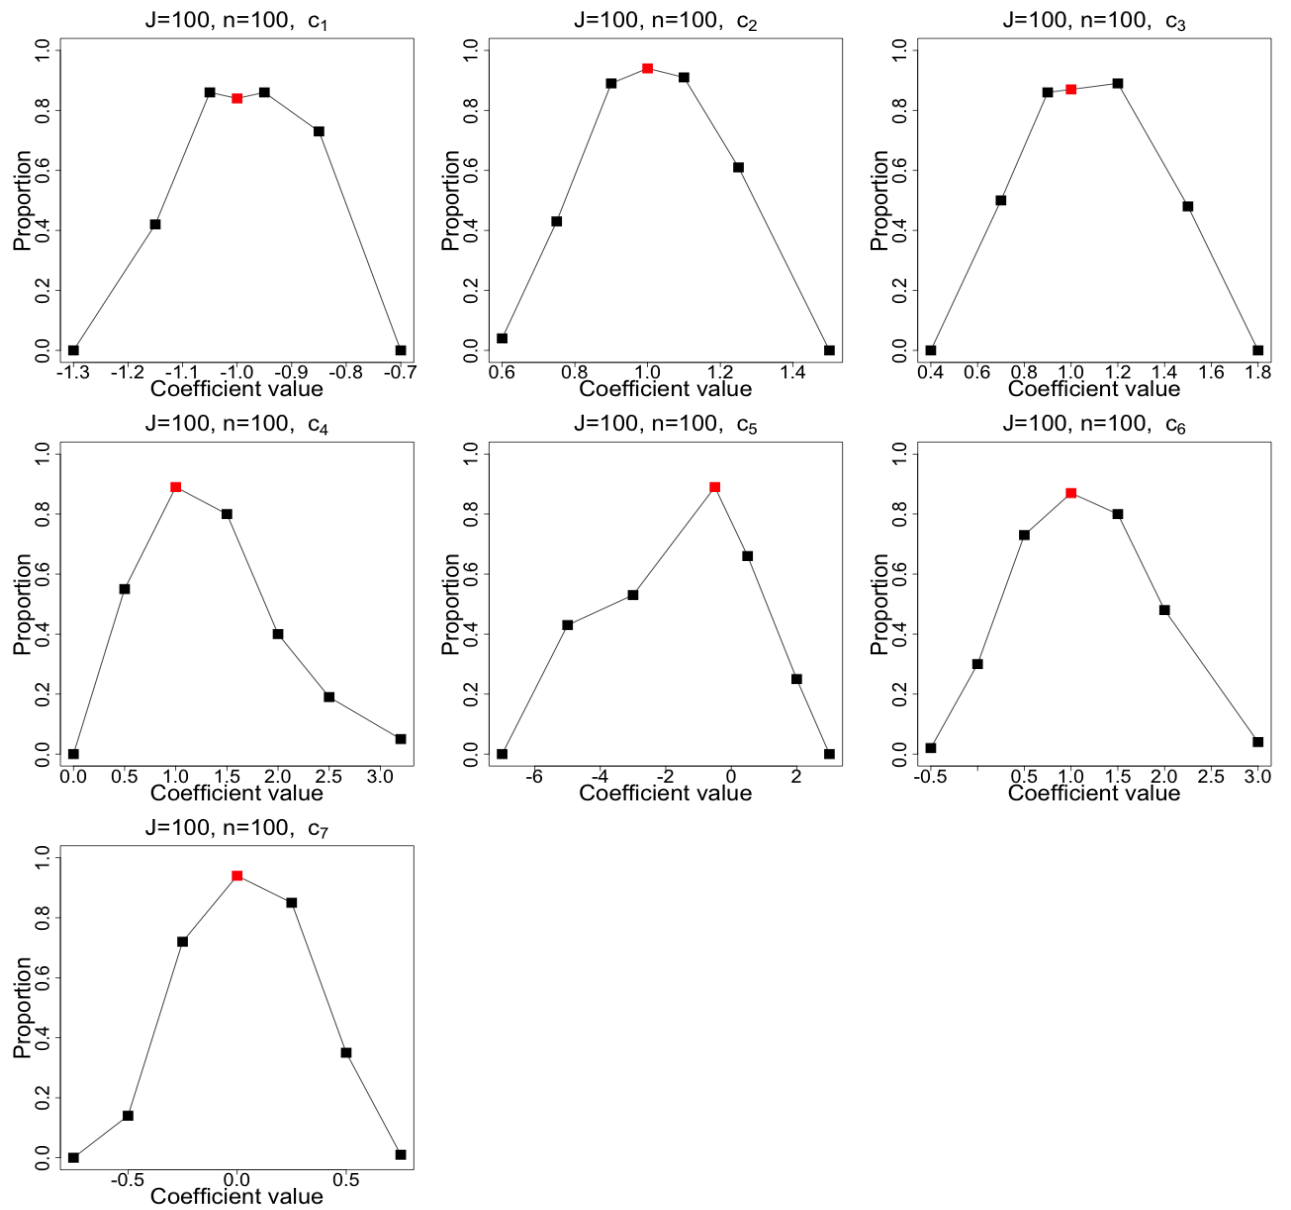 J=100, n=100, c1
Proportion
0.0 0.2 0.4 0.6 0.8 1.0
-1.3 -1.2 -1.1 -1.0 -0.9 -0.8 -0.7
Coefficient value
J=100, n=100, c2
Proportion
0.0 0.2 0.4 0.6 0.8 1.0
0.6 0.8 1.0 1.2 1.4
Coefficient value
J=100, n=100, c3
Proportion
0.0 0.2 0.4 0.6 0.8 1.0
0.4 0.6 0.8 1.0 1.2 1.4 1.6 1.8
Coefficient value
J=100, n=100, c4
Proportion
0.0 0.2 0.4 0.6 0.8 1.0
0.0 0.5 1.0 1.5 2.0 2.5 3.0
Coefficient value
J=100, n=100, c5
Proportion
0.0 0.2 0.4 0.6 0.8 1.0
-6 -4 -2 0 2
Coefficient value
J=100, n=100, c6
Proportion
0.0 0.2 0.4 0.6 0.8 1.0
-0.5 0.5 1.0 1.5 2.0 2.5 3.0
Coefficient value
J=100, n=100, c7
Proportion
0.0 0.2 0.4 0.6 0.8 1.0
-0.5 0.0 0.5
Coefficient value